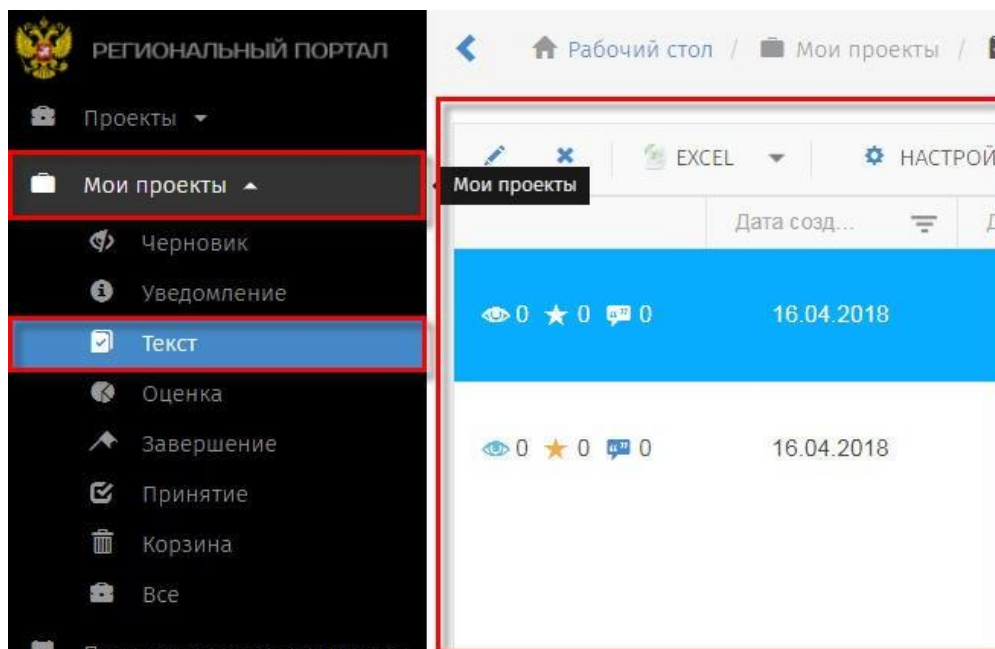 РЕГИОНАЛЬНЫЙ ПОРТАЛ
Рабочий стол / Мои проекты /
Проекты
EXCEL НАСТРОЙ
Мои проекты
Мои проекты
Дата созд... Д
Черновик
Уведомление
0 0 0 16.04.2018
Текст
Оценка
Завершение
0 0 0 16.04.2018
Принятие
Корзина
Все